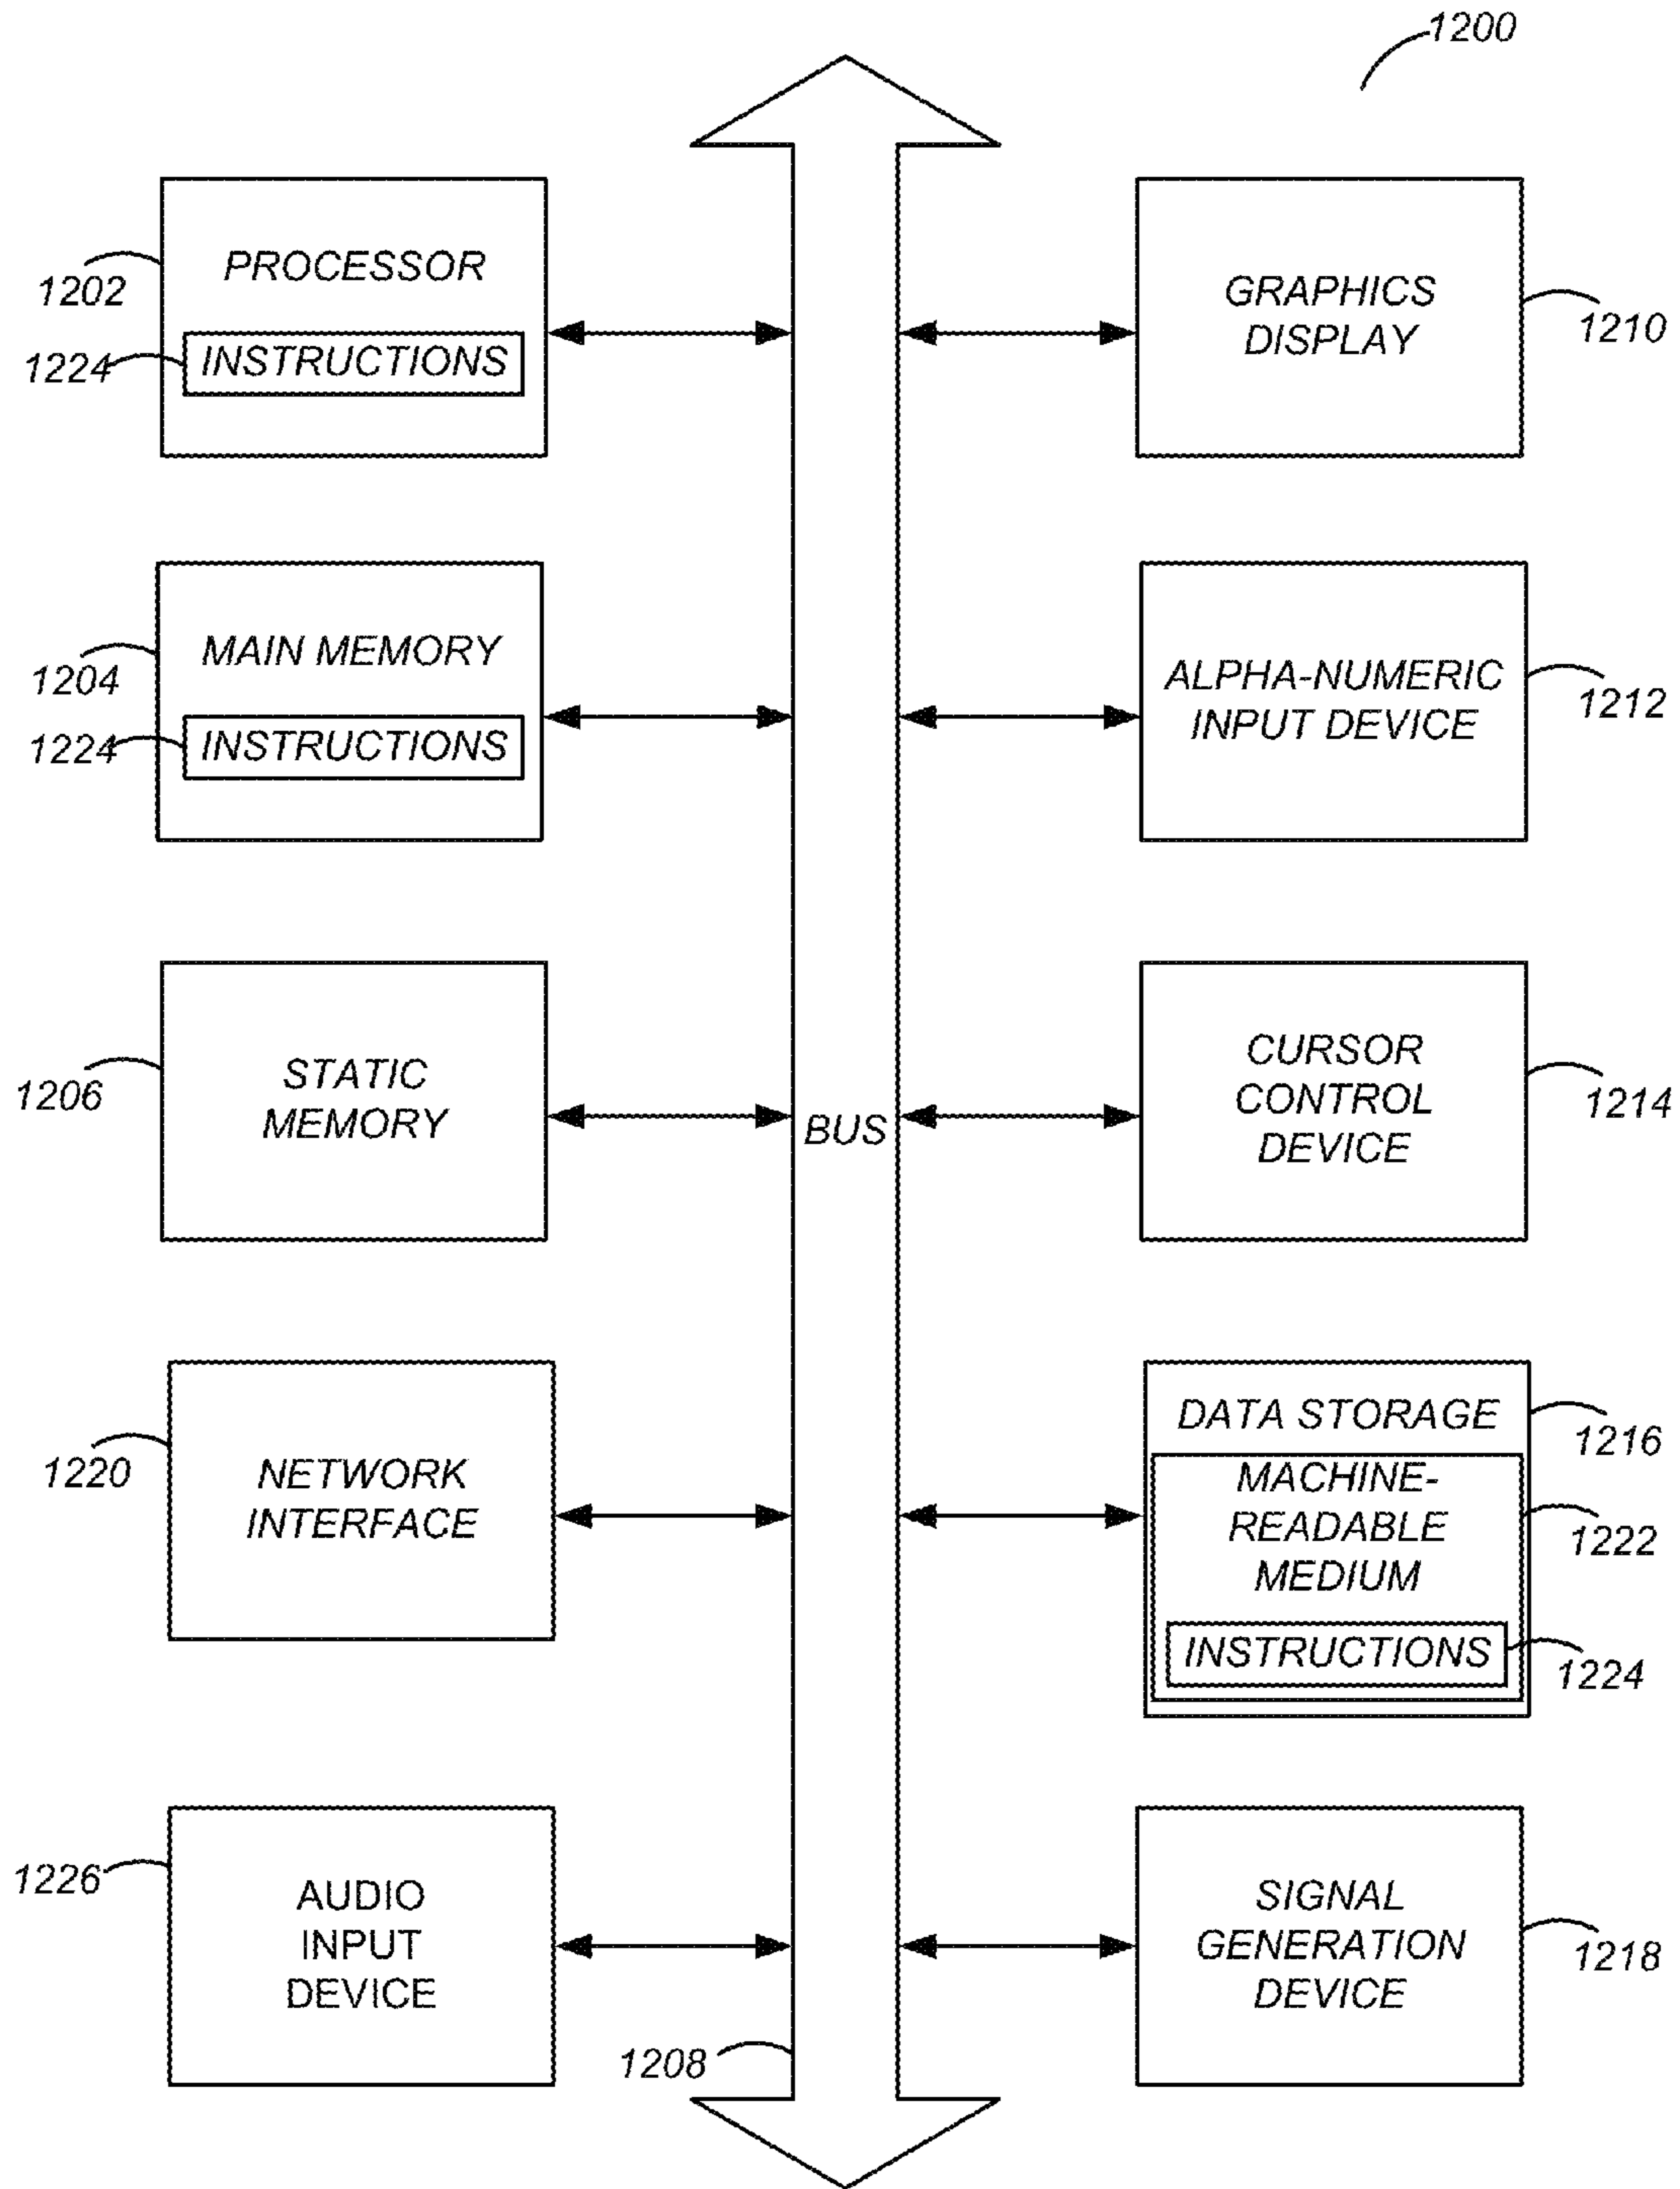 1200
PROCESSOR
1202
INSTRUCTIONS
1224
MAIN MEMORY
1204
INSTRUCTIONS
1224
STATIC
MEMORY
1206
NETWORK
INTERFACE
1220
AUDIO
INPUT
DEVICE
1226
BUS
1208
GRAPHICS
DISPLAY
1210
ALPHA-NUMERIC
INPUT DEVICE
1212
CURSOR
CONTROL
DEVICE
1214
DATA STORAGE
1216
MACHINE-
READABLE
MEDIUM
1222
INSTRUCTIONS
1224
SIGNAL
GENERATION
DEVICE
1218